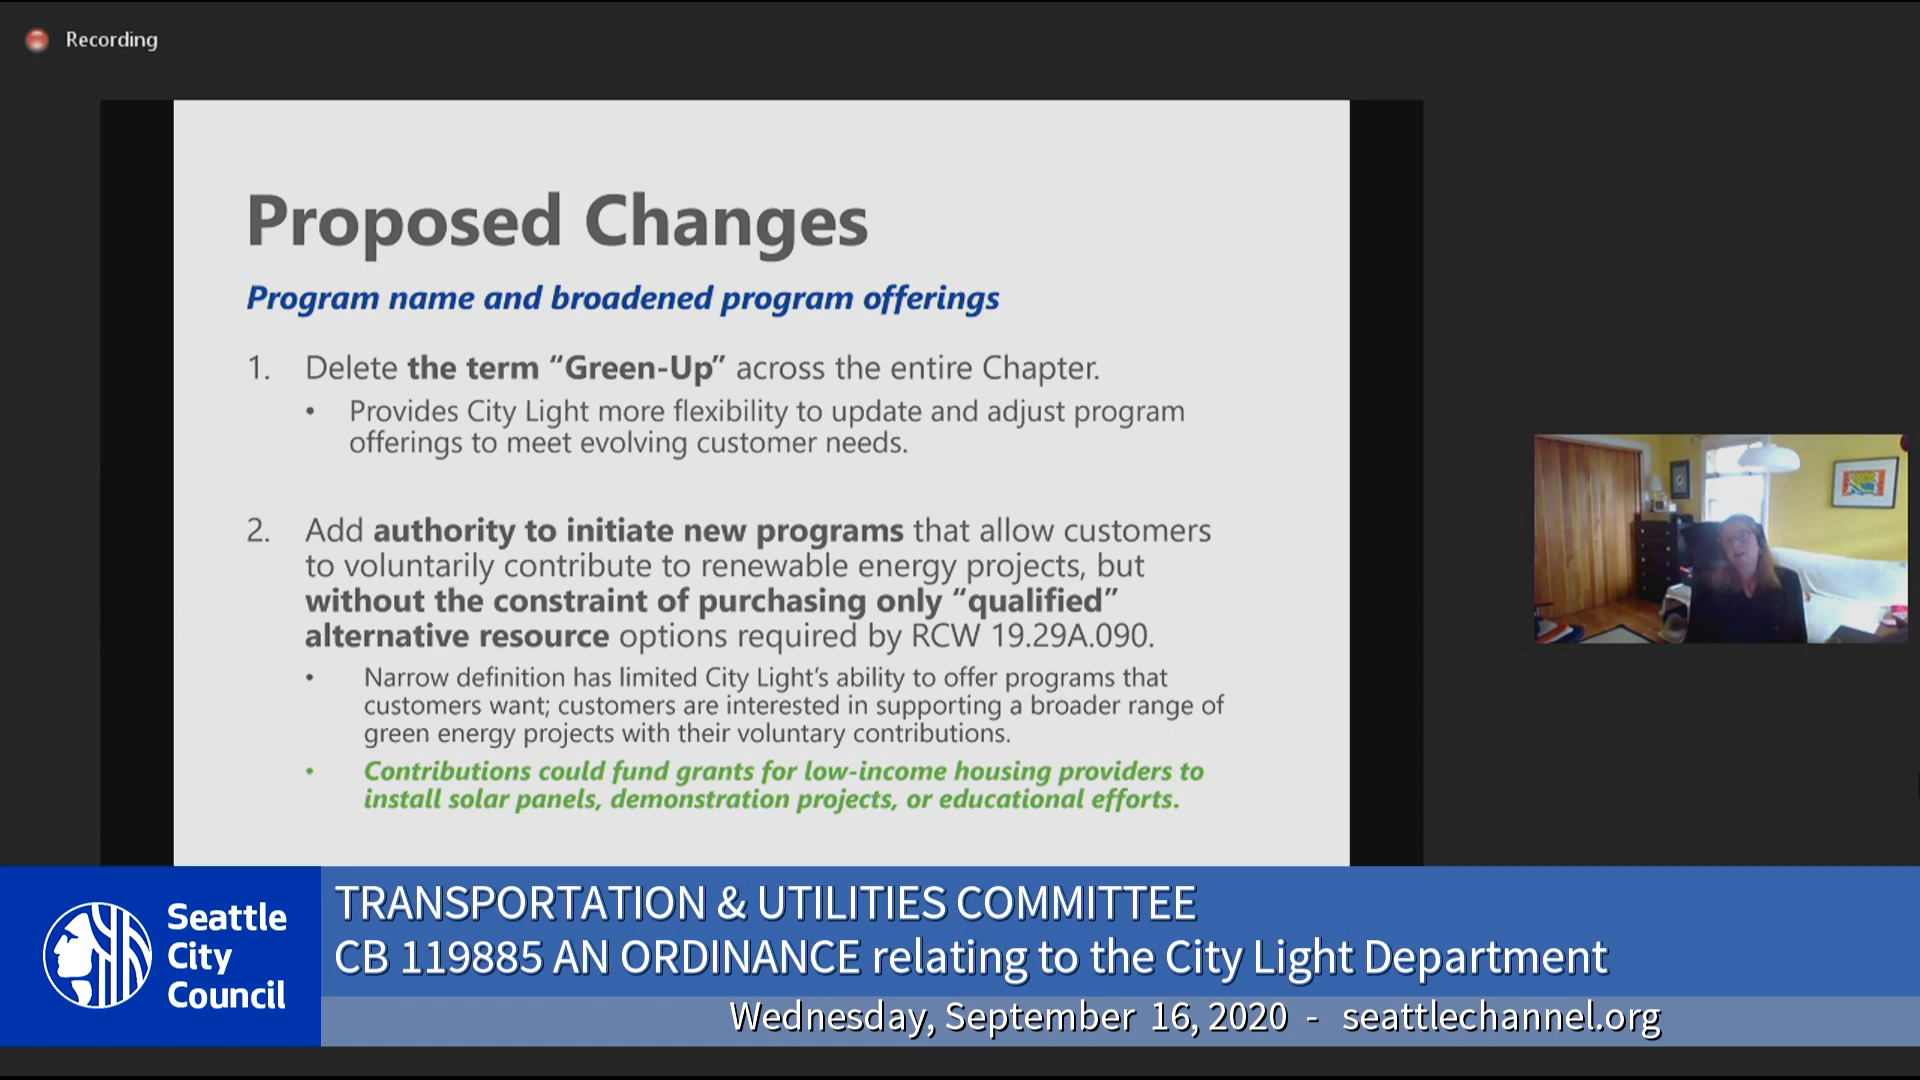 Recording
Proposed Changes
Program name and broadened program offerings
1. Delete the term “Green-Up” across the entire Chapter.
• Provides City Light more flexibility to update and adjust program
offerings to meet evolving customer needs.
2. Add authority to initiate new programs that allow customers
to voluntarily contribute to renewable energy projects, but
without the constraint of purchasing only “qualified”
alternative resource options required by RCW 19.29A.090.
• Narrow definition has limited City Light’s ability to offer programs that
customers want; customers are interested in supporting a broader range of
green energy projects with their voluntary contributions.
• Contributions could fund grants for low-income housing providers to
install solar panels, demonstration projects, or educational efforts.
Seattle
City
Council
TRANSPORTATION & UTILITIES COMMITTEE
CB 119885 AN ORDINANCE relating to the City Light Department
Wednesday, September 16, 2020 - seattlechannel.org